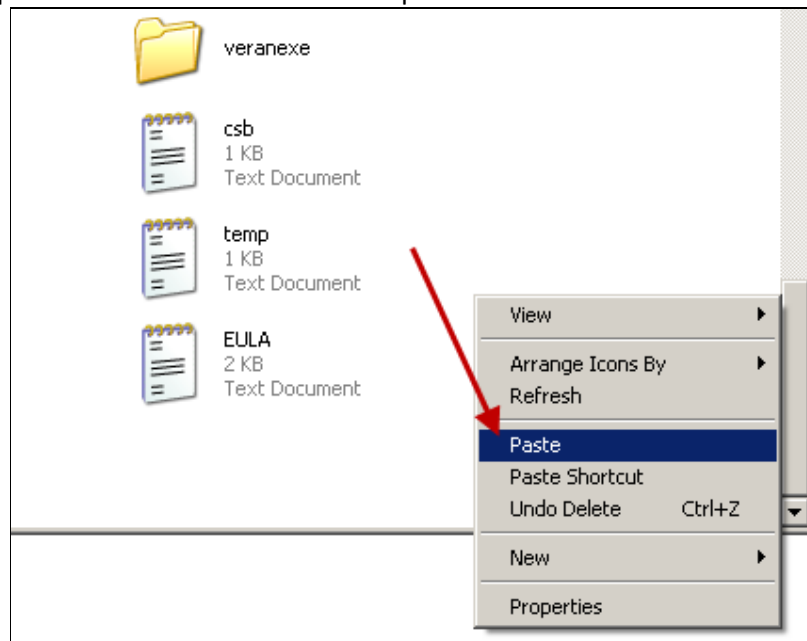 veranexe
csb
1 KB
Text Document
temp
1 KB
Text Document
EULA
2 KB
Text Document
View
Arrange Icons By
Refresh
Paste
Paste Shortcut
Undo Delete Ctrl+Z
New
Properties